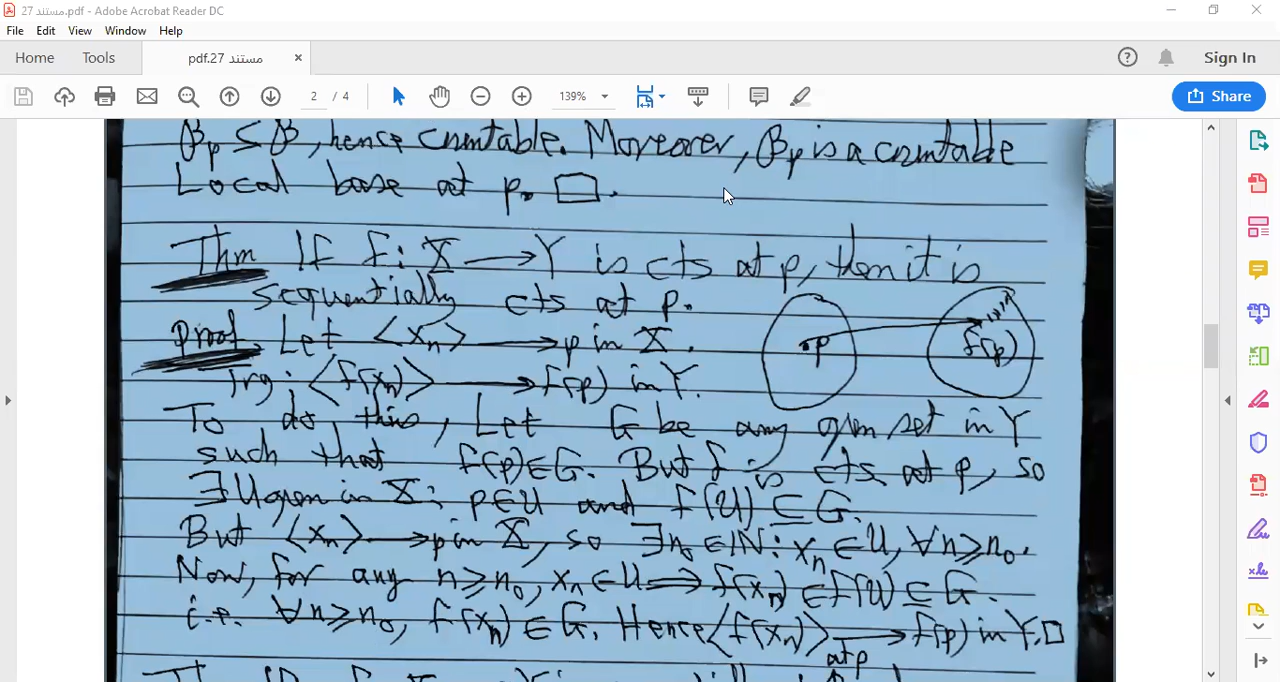 مستند 27.pdf - Adobe Acrobat Reader DC
File Edit View Window Help
Home Tools مستند 27.pdf × Sign In
2 / 4 139% Share
βp ⊆ β, hence countable. Moreover, βp is a countable
Local base at p. □.
Thm If f: X → Y is cts at p, then it is
sequentially cts at p.
Proof. Let <xn> → p in X.
.p f(p)
<f(xn)> → f(p) in Y.
To do this, Let G be any open set in Y
such that f(p) ∈ G. But f is cts at p, so
∃ U open in X: p ∈ U and f(U) ⊆ G.
But <xn> → p in X, so ∃ n₀ ∈ IN: xn ∈ U, ∀ n ≥ n₀.
Now, for any n ≥ n₀, xn ∈ U ⟹ f(xn) ∈ f(U) ⊆ G.
i.e. ∀ n ≥ n₀, f(xn) ∈ G. Hence <f(xn)> → f(p) in Y. □
at p